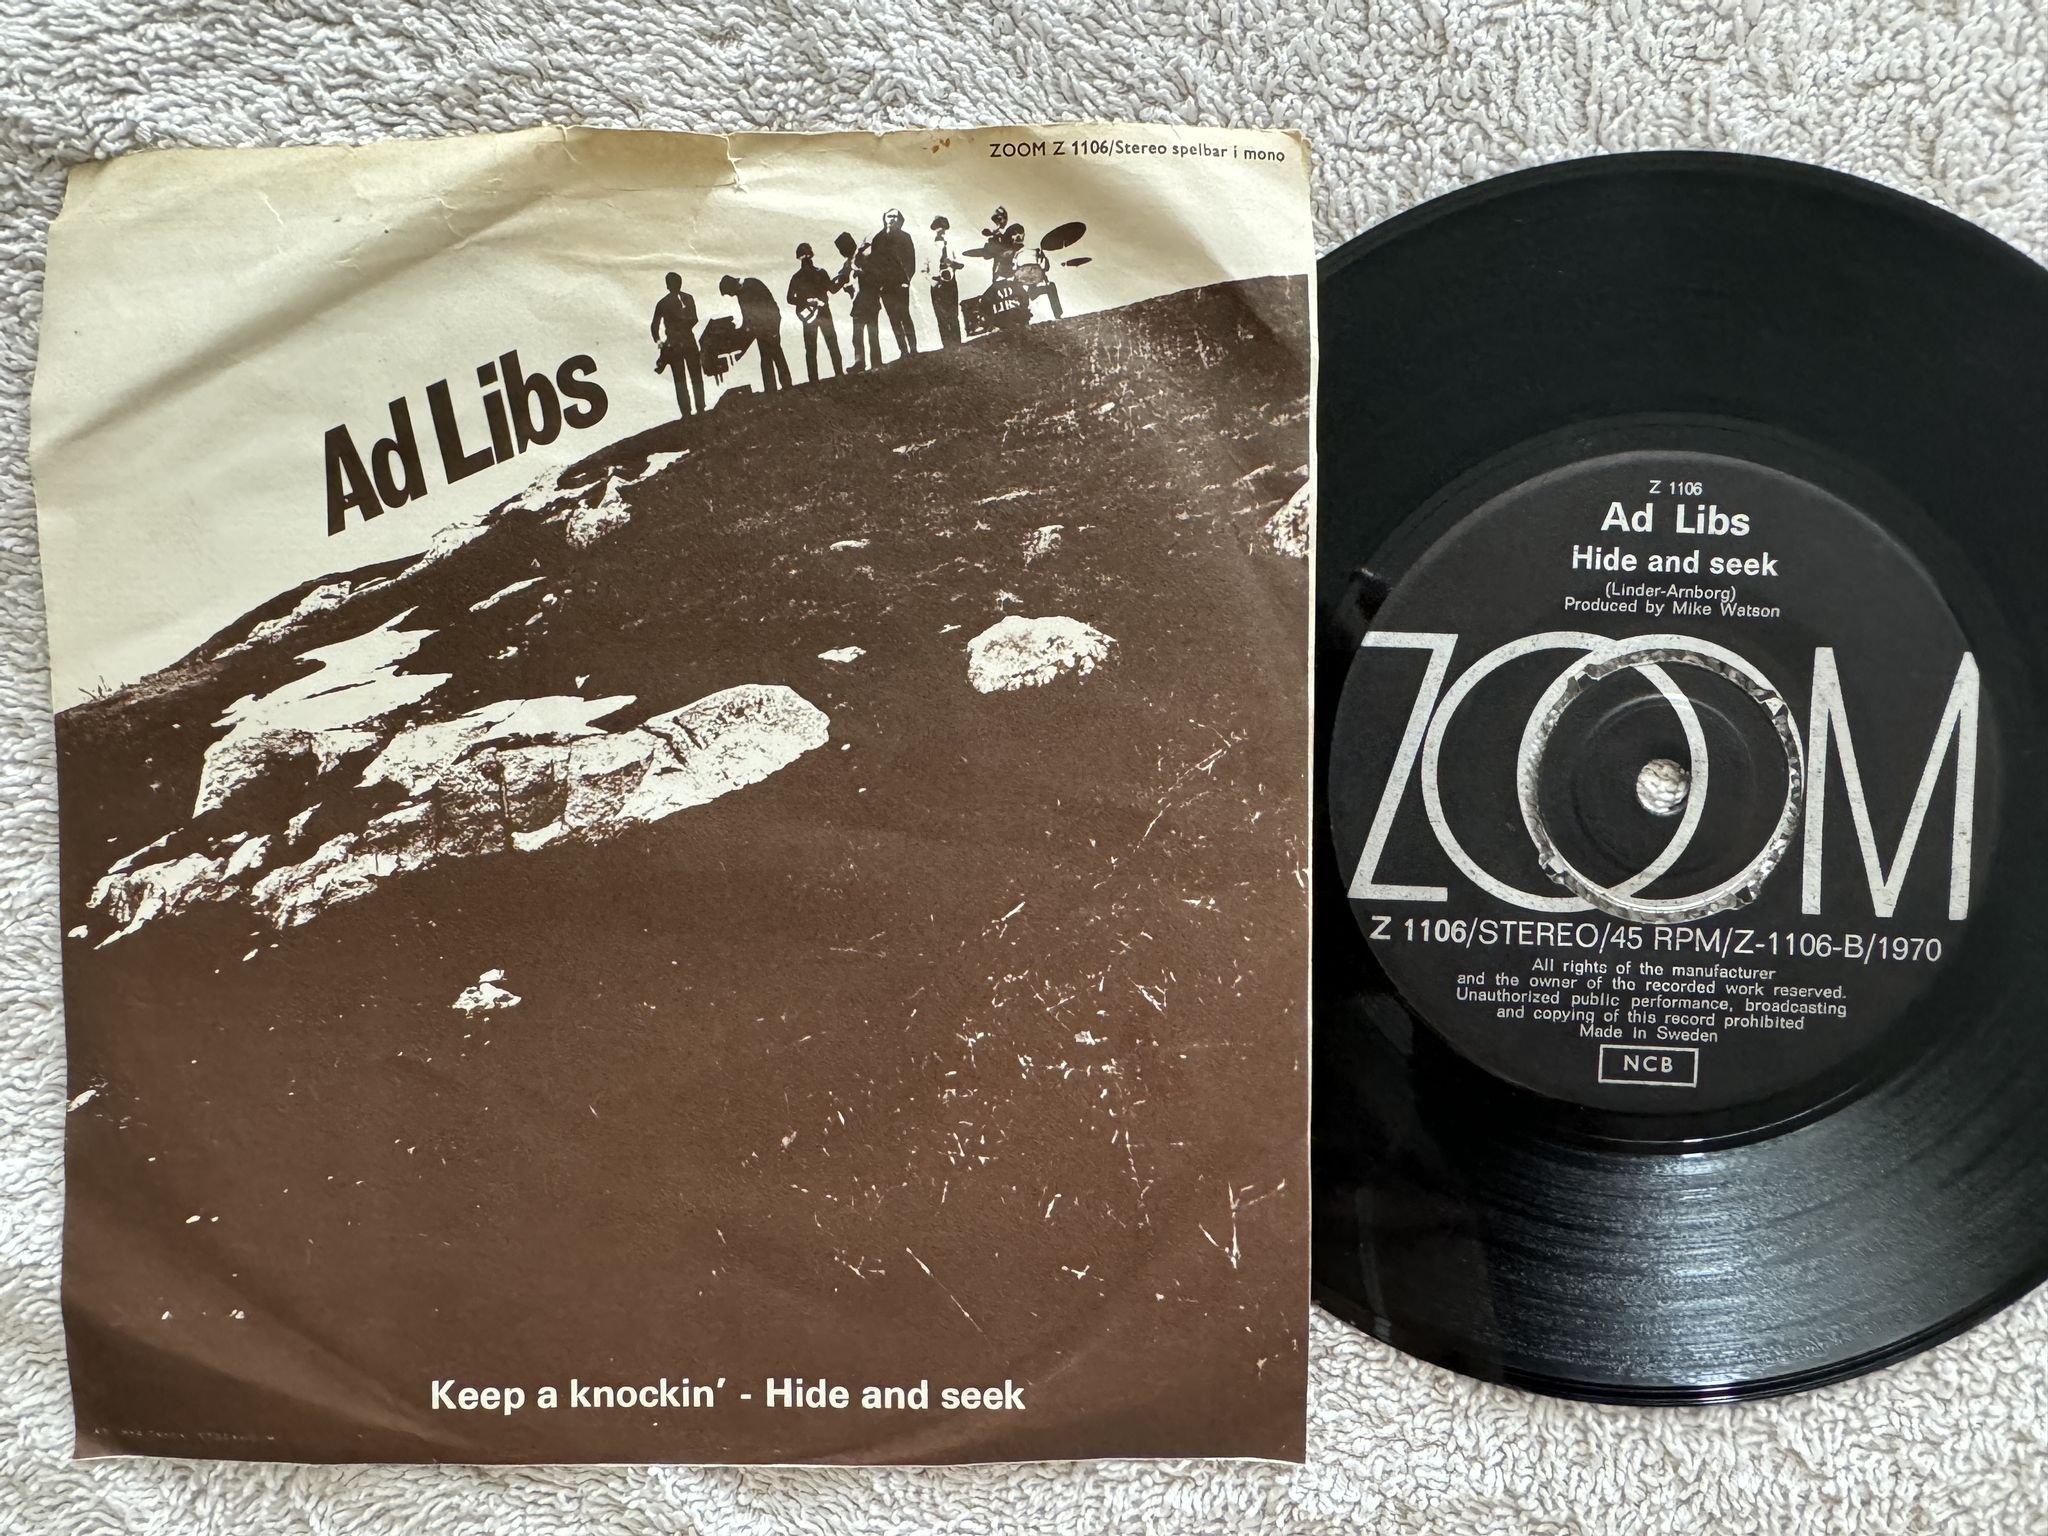 ZOOM Z 1106/Stereo spelbar i mono
Ad Libs
AD
LIBS
Keep a knockin' - Hide and seek
Z 1106
Ad Libs
Hide and seek
(Linder-Arnborg)
Produced by Mike Watson
ZOOM
Z 1106/STEREO/45 RPM/Z-1106-B/1970
All rights of the manufacturer
and the owner of the recorded work reserved.
Unauthorized public performance, broadcasting
and copying of this record prohibited
Made in Sweden
NCB